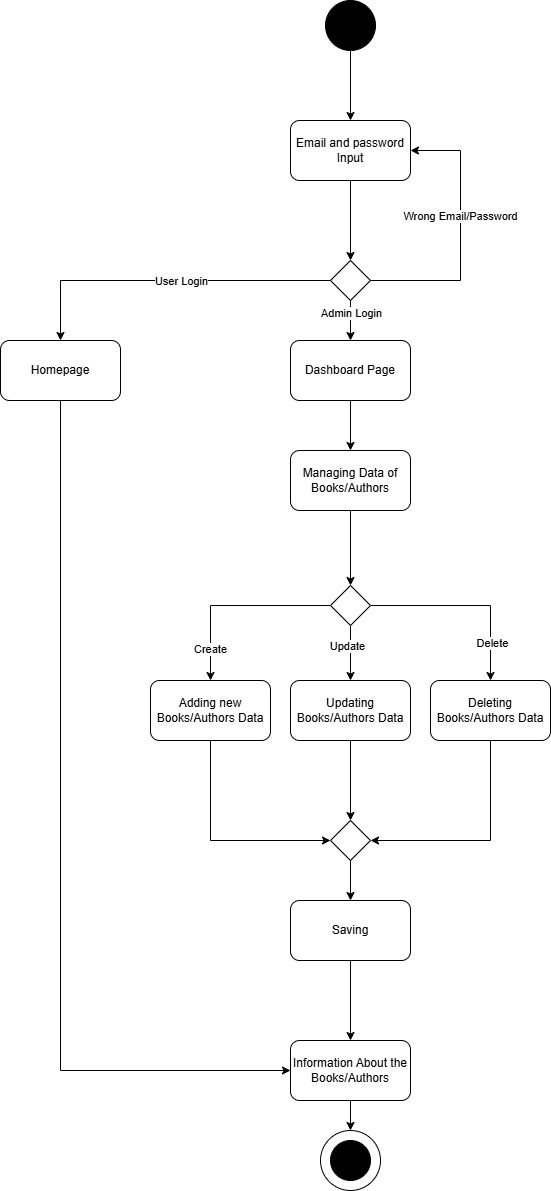 Email and password
Input
Wrong Email/Password
User Login
Admin Login
Homepage
Dashboard Page
Managing Data of
Books/Authors
Create
Update
Delete
Adding new
Books/Authors Data
Updating
Books/Authors Data
Deleting
Books/Authors Data
Saving
Information About the
Books/Authors